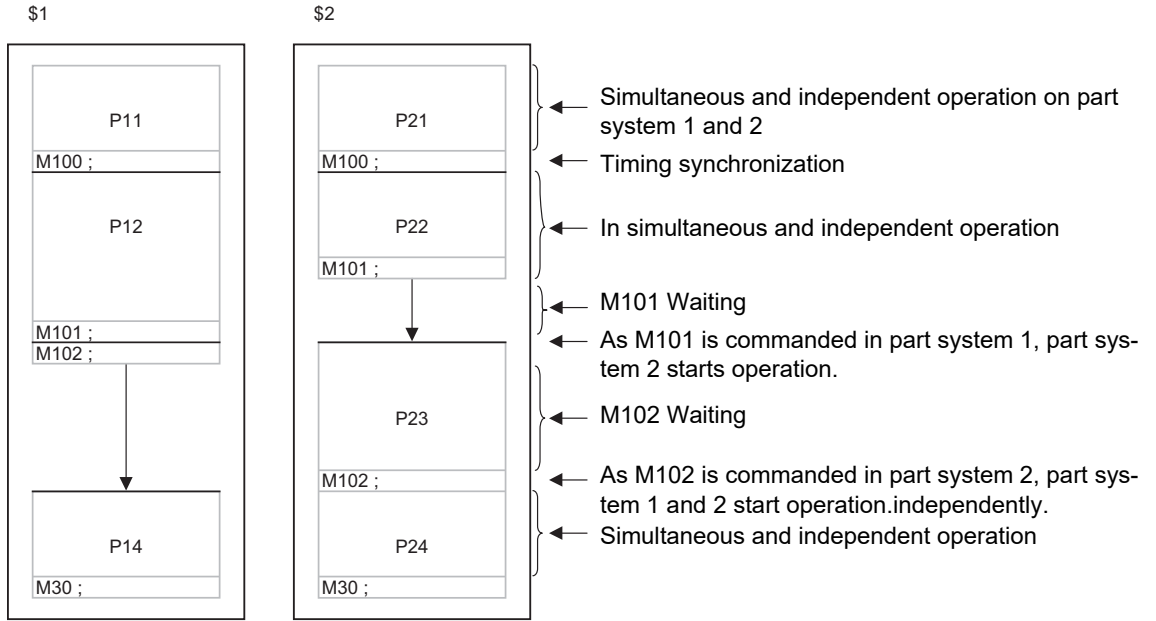 $1
$2
P11
M100 ;
P12
M101 ;
M102 ;
P14
M30 ;
P21
M100 ;
P22
M101 ;
P23
M102 ;
P24
M30 ;
Simultaneous and independent operation on part
system 1 and 2
Timing synchronization
In simultaneous and independent operation
M101 Waiting
As M101 is commanded in part system 1, part sys-
tem 2 starts operation.
M102 Waiting
As M102 is commanded in part system 2, part sys-
tem 1 and 2 start operation.independently.
Simultaneous and independent operation